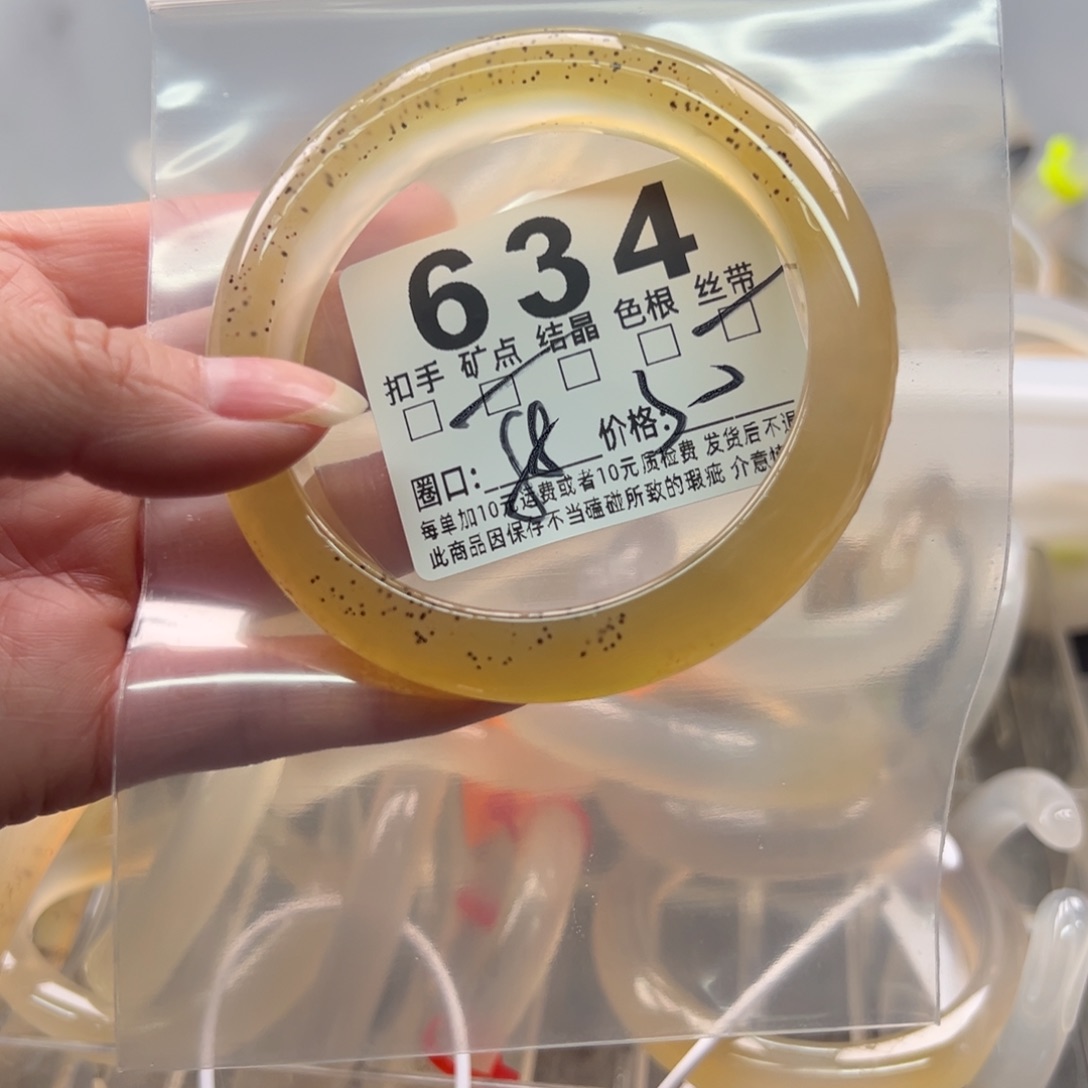 634
扣手 矿点 结晶 色根 丝带
圈口: 58 价格:
每单加10元运费或者10元质检费 发货后不退
此商品因保存不当磕碰所致的瑕疵 介意